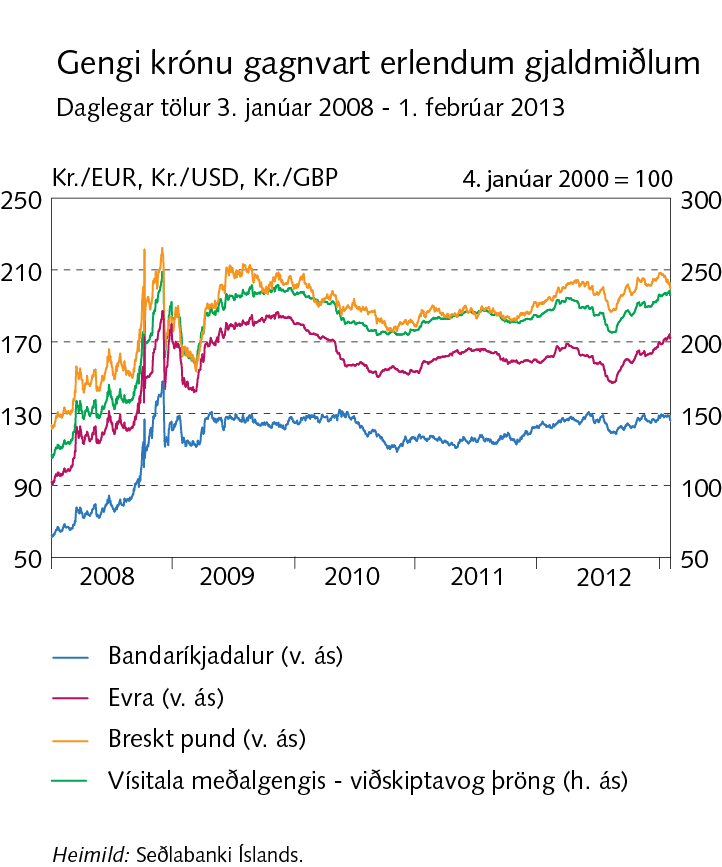 Gengi krónu gagnvart erlendum gjaldmiðlum
Daglegar tölur 3. janúar 2008 - 1. febrúar 2013
Kr./EUR, Kr./USD, Kr./GBP 4. janúar 2000 = 100
250 300
210 250
170 200
130 150
90 100
50 50
2008 2009 2010 2011 2012
Bandaríkjadalur (v. ás)
Evra (v. ás)
Breskt pund (v. ás)
Vísitala meðalgengis - viðskiptavog þröng (h. ás)
Heimild: Seðlabanki Íslands.